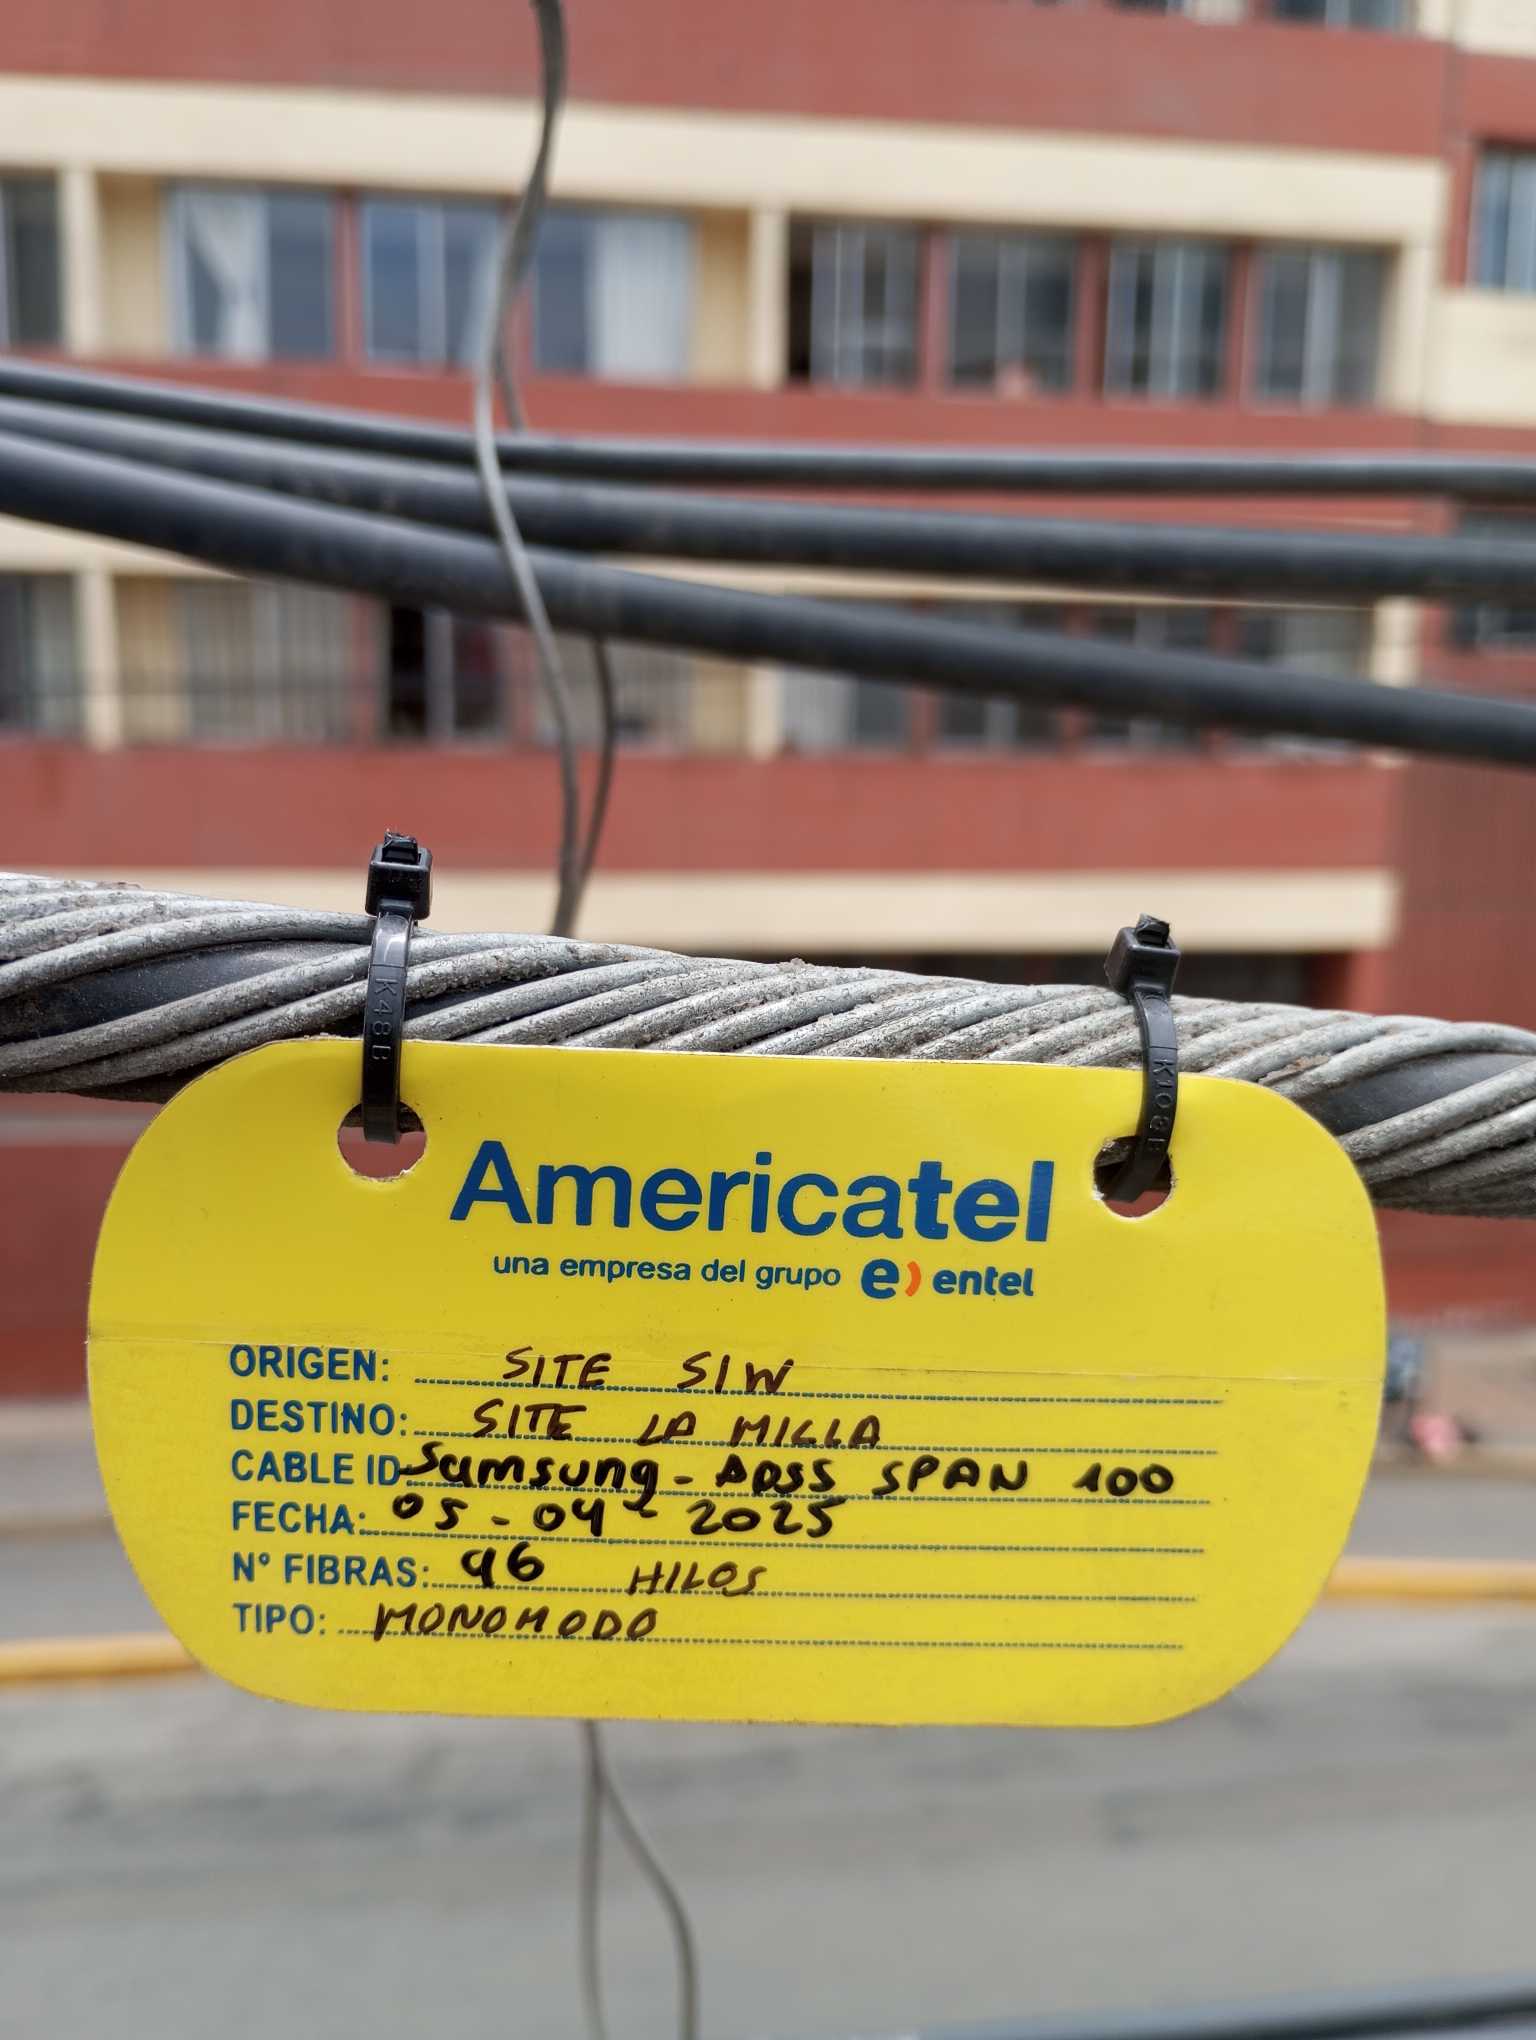 K48B
Americatel
una empresa del grupo e) entel
ORIGEN: SITE SIW
DESTINO: SITE LA MILLA
CABLE ID: Samsung - ADSS SPAN 100
FECHA: 05 - 04 - 2025
N° FIBRAS: 96 HILOS
TIPO: MONOMODO